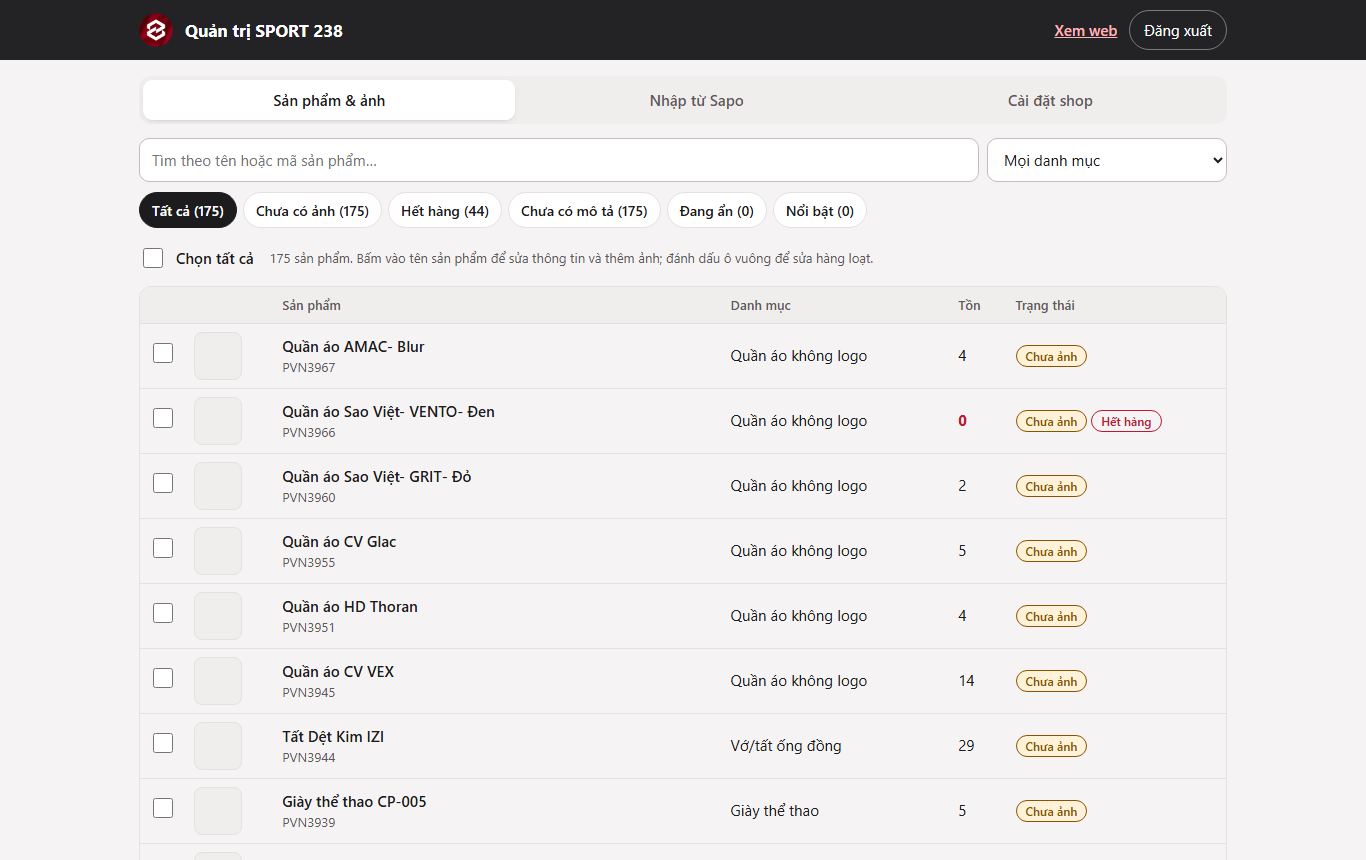 Quản trị SPORT 238
Xem web
Đăng xuất
Sản phẩm & ảnh
Nhập từ Sapo
Cài đặt shop
Tìm theo tên hoặc mã sản phẩm...
Mọi danh mục
Tất cả (175)
Chưa có ảnh (175)
Hết hàng (44)
Chưa có mô tả (175)
Đang ẩn (0)
Nổi bật (0)
Chọn tất cả
175 sản phẩm. Bấm vào tên sản phẩm để sửa thông tin và thêm ảnh; đánh dấu ô vuông để sửa hàng loạt.
Sản phẩm Danh mục Tồn Trạng thái
Quần áo AMAC- Blur
PVN3967
Quần áo không logo 4 Chưa ảnh
Quần áo Sao Việt- VENTO- Đen
PVN3966
Quần áo không logo 0 Chưa ảnh Hết hàng
Quần áo Sao Việt- GRIT- Đỏ
PVN3960
Quần áo không logo 2 Chưa ảnh
Quần áo CV Glac
PVN3955
Quần áo không logo 5 Chưa ảnh
Quần áo HD Thoran
PVN3951
Quần áo không logo 4 Chưa ảnh
Quần áo CV VEX
PVN3945
Quần áo không logo 14 Chưa ảnh
Tất Dệt Kim IZI
PVN3944
Vớ/tất ống đồng 29 Chưa ảnh
Giày thể thao CP-005
PVN3939
Giày thể thao 5 Chưa ảnh